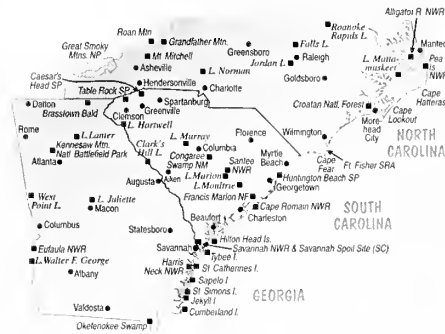 Alligator R. NWR
Roan Mtn.
Roanoke
Rapids L.
Grandfather Mtn.
Greensboro
Falls L.
Manteo
Great Smoky
Mtns. NP
Mt. Mitchell
Raleigh
Asheville
Jordan L.
L. Matta-
muskeet
Pea
Is
NWR
L. Norman
Caesar's
Head SP
Hendersonville
Goldsboro
Table Rock SP
Charlotte
Cape
Hatteras
Dalton
Spartanburg
Croatan Natl. Forest
Brasstown Bald
Clemson
Greenville
Cape
Lookout
Rome
L. Hartwell
Morehead
City
L. Lanier
L. Murray
Florence
Wilmington
NORTH
CAROLINA
Kennesaw Mtn.
Natl Battlefield Park
Clark's
Hill L.
Columbia
Congaree
Swamp NM
Myrtle
Beach
Atlanta
Santee
NWR
Cape
Fear
Ft. Fisher SRA
L. Marion
Augusta
Aiken
Huntington Beach SP
L. Moultrie
Georgetown
West
Point L.
L. Juliette
Francis Marion NF
Cape Roman NWR
SOUTH
CAROLINA
Macon
Beaufort
Charleston
Columbus
Statesboro
Hilton Head Is.
Eufaula NWR
Savannah
Savannah NWR & Savannah Spoil Site (SC)
L. Walter F. George
Tybee I.
Harris
Neck NWR
St Cathernes I.
Albany
Sapelo I
St Simons I.
GEORGIA
Valdosta
Jekyll I
Okefenokee Swamp
Cumberland I.